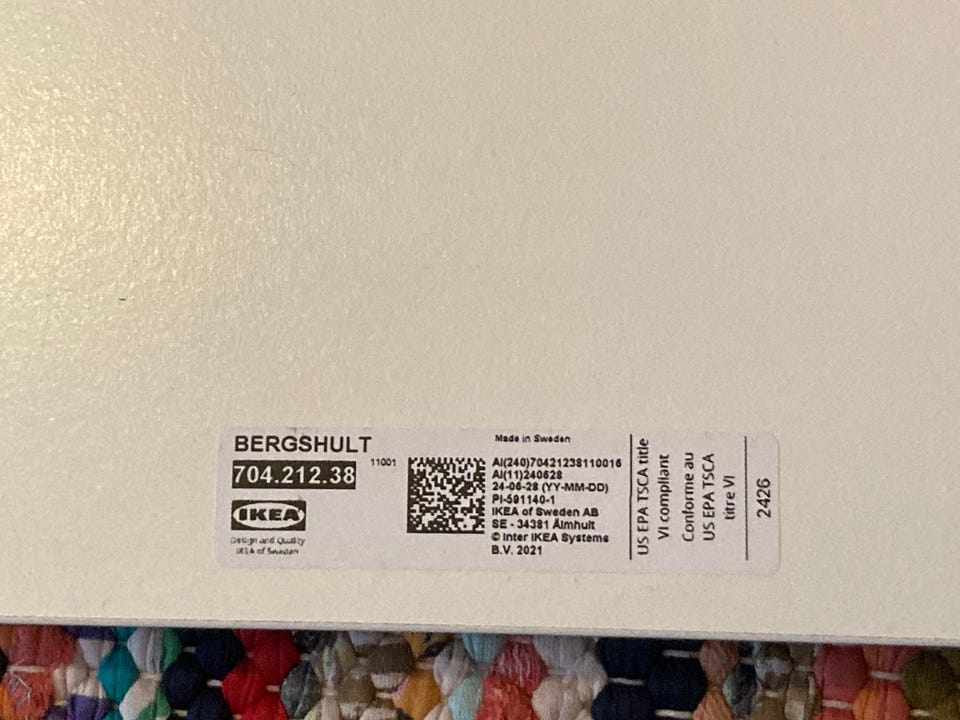 BERGSHULT
704.212.38
11001
IKEA
Design and Quality
IKEA of Sweden
Made in Sweden
AI(240)70421238110016
AI(11)240628
24-06-28 (YY-MM-DD)
PI-591140-1
IKEA of Sweden AB
SE - 34381 Älmhult
© Inter IKEA Systems
B.V. 2021
US EPA TSCA title
VI compliant
Conforme au
US EPA TSCA
titre VI
2426